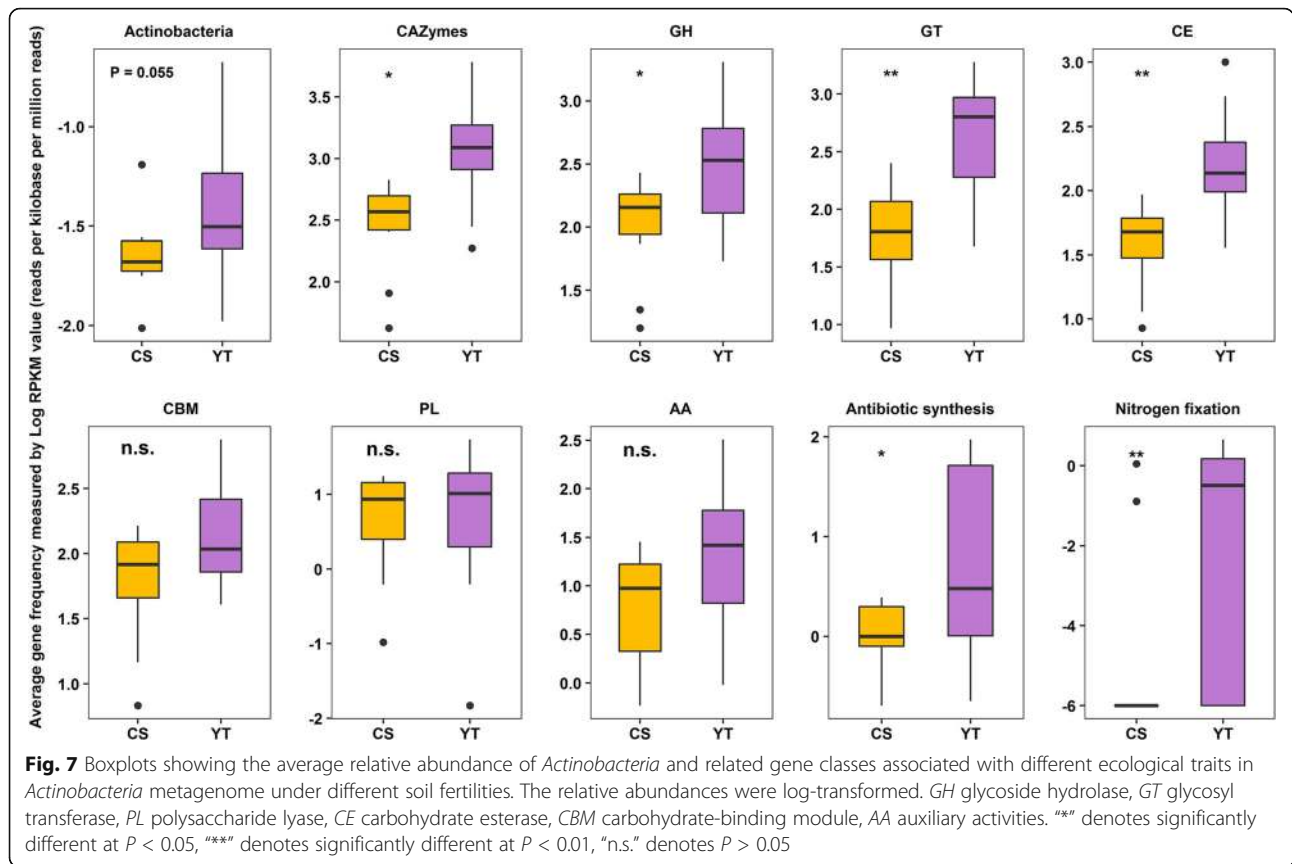 Actinobacteria
CAZymes
GH
GT
CE
Average gene frequency measured by Log RPKM value (reads per kilobase per million reads)
P = 0.055
-1.0
-1.5
-2.0
CS YT
*
3.5
3.0
2.5
2.0
CS YT
*
3.0
2.5
2.0
1.5
CS YT
**
3.0
2.5
2.0
1.5
1.0
CS YT
**
3.0
2.5
2.0
1.5
1.0
CS YT
CBM
PL
AA
Antibiotic synthesis
Nitrogen fixation
n.s.
2.5
2.0
1.5
1.0
CS YT
n.s.
1
0
-1
-2
CS YT
n.s.
2.5
2.0
1.5
1.0
0.5
0.0
CS YT
*
2
1
0
CS YT
**
0
-2
-4
-6
CS YT
Fig. 7 Boxplots showing the average relative abundance of Actinobacteria and related gene classes associated with different ecological traits in
Actinobacteria metagenome under different soil fertilities. The relative abundances were log-transformed. GH glycoside hydrolase, GT glycosyl
transferase, PL polysaccharide lyase, CE carbohydrate esterase, CBM carbohydrate-binding module, AA auxiliary activities. “*” denotes significantly
different at P < 0.05, “**” denotes significantly different at P < 0.01, “n.s.” denotes P > 0.05